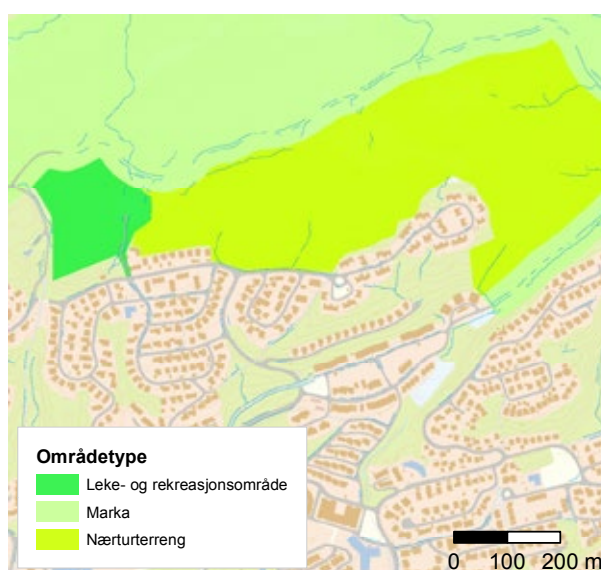 Områdetype
Leke- og rekreasjonsområde
Marka
Nærturterreng
0 100 200 m